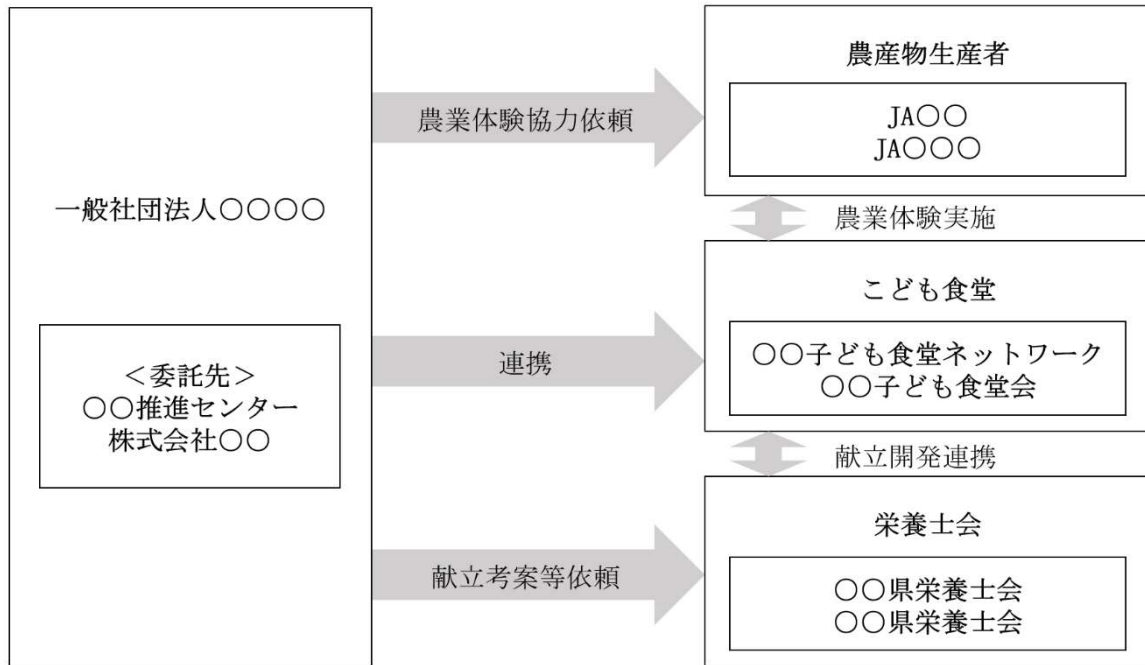 一般社団法人○○○○
<委託先>
○○推進センター
株式会社○○
農業体験協力依頼
連携
献立考案等依頼
農産物生産者
JA○○
JA○○○
農業体験実施
こども食堂
○○子ども食堂ネットワーク
○○子ども食堂会
献立開発連携
栄養士会
○○県栄養士会
○○県栄養士会